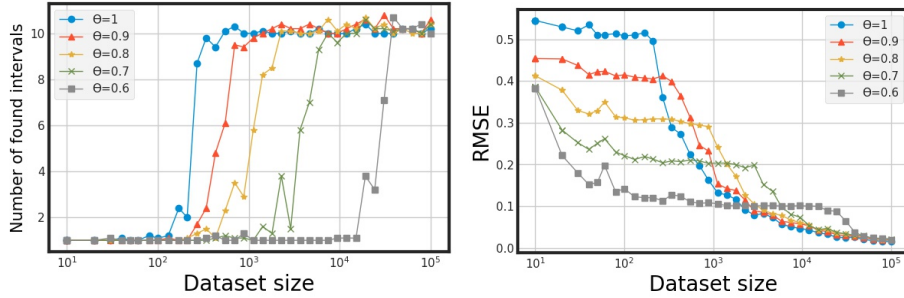 Number of found intervals
10
8
6
4
2
Θ=1
Θ=0.9
Θ=0.8
Θ=0.7
Θ=0.6
10¹ 10² 10³ 10⁴ 10⁵
Dataset size
RMSE
0.5
0.4
0.3
0.2
0.1
0.0
Θ=1
Θ=0.9
Θ=0.8
Θ=0.7
Θ=0.6
10¹ 10² 10³ 10⁴ 10⁵
Dataset size